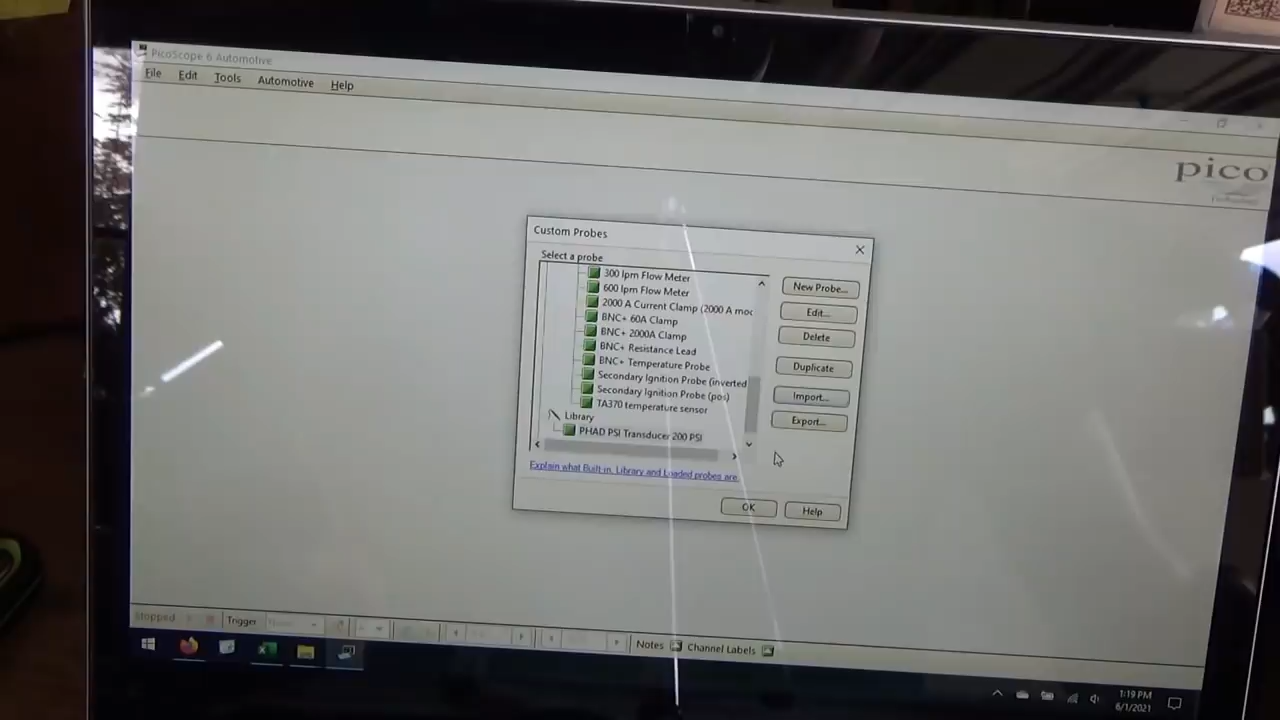 PicoScope 6 Automotive
File Edit Tools Automotive Help
pico
Technology
Custom Probes
Select a probe
300 lpm Flow Meter
600 lpm Flow Meter
2000 A Current Clamp (2000 A moc
BNC+ 60A Clamp
BNC+ 2000A Clamp
BNC+ Resistance Lead
BNC+ Temperature Probe
Secondary Ignition Probe (inverted
Secondary Ignition Probe (pos)
TA370 temperature sensor
Library
PHAD PSI Transducer 200 PSI
New Probe...
Edit...
Delete
Duplicate
Import...
Export...
Explain what Built in, Library and Loaded probes are.
OK Help
Stopped Trigger None Notes Channel Labels
1:19 PM
6/1/2021